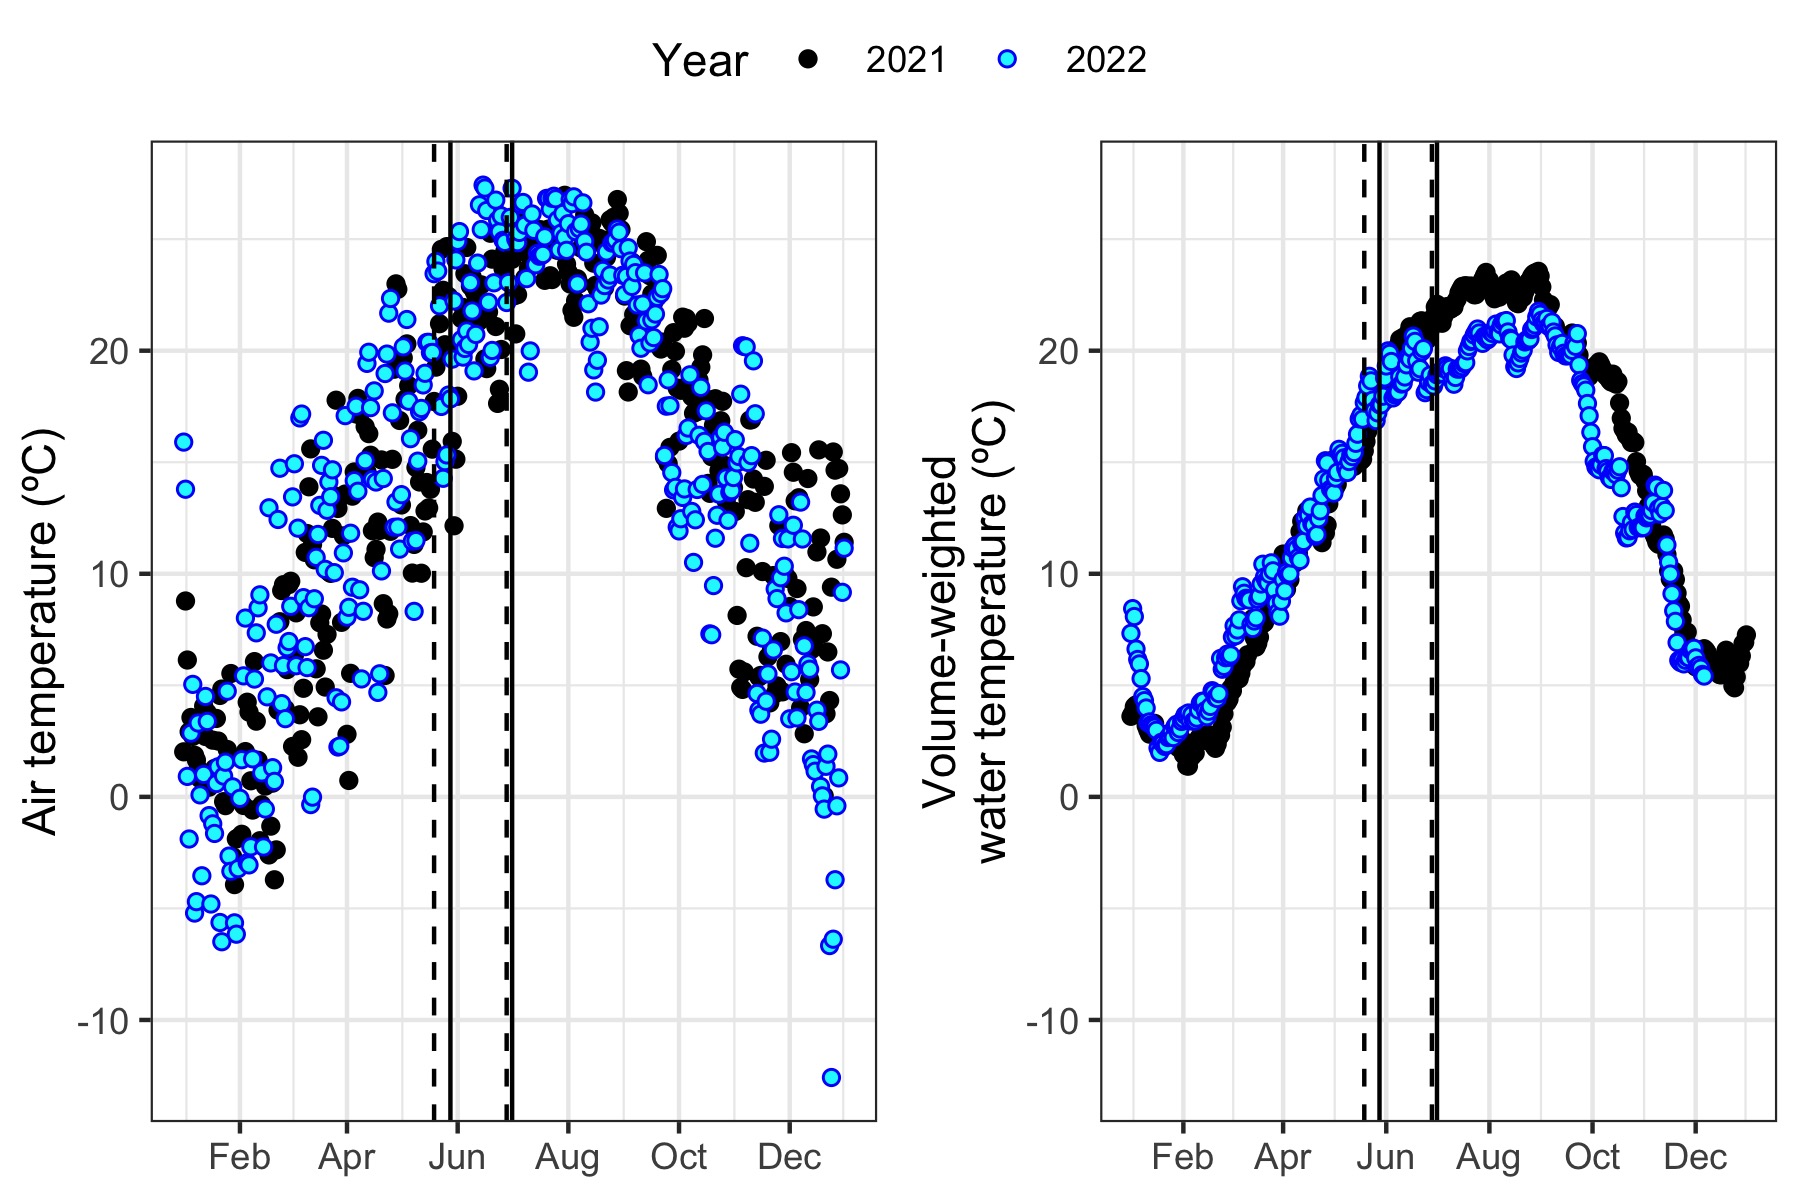 Year 2021 2022
Air temperature (ºC)
20
10
0
-10
Feb Apr Jun Aug Oct Dec
Volume-weighted
water temperature (ºC)
20
10
0
-10
Feb Apr Jun Aug Oct Dec